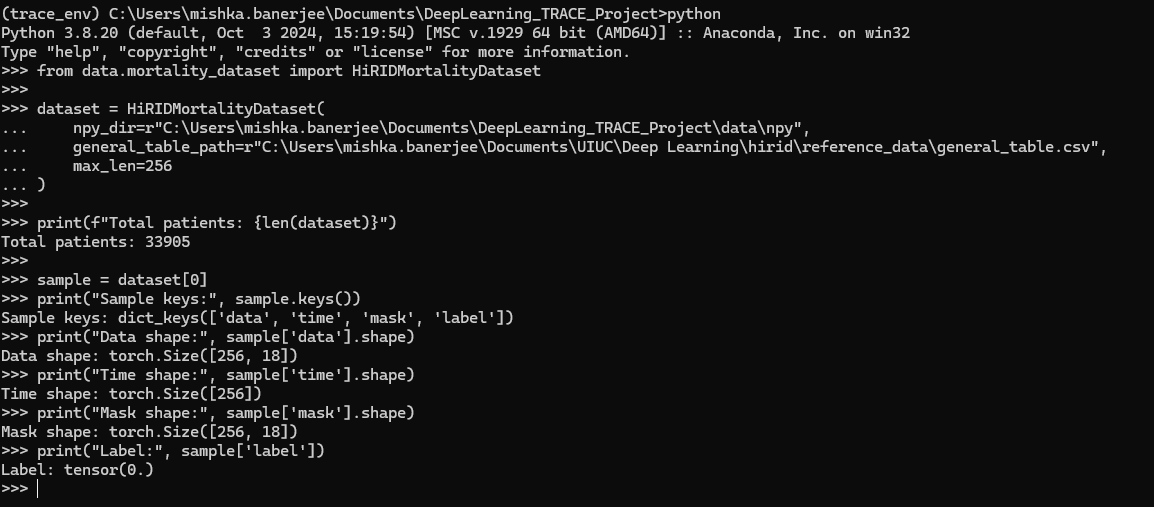 (trace_env) C:\Users\mishka.banerjee\Documents\DeepLearning_TRACE_Project>python
Python 3.8.20 (default, Oct  3 2024, 15:19:54) [MSC v.1929 64 bit (AMD64)] :: Anaconda, Inc. on win32
Type "help", "copyright", "credits" or "license" for more information.
>>> from data.mortality_dataset import HiRIDMortalityDataset
>>>
>>> dataset = HiRIDMortalityDataset(
...     npy_dir=r"C:\Users\mishka.banerjee\Documents\DeepLearning_TRACE_Project\data\npy",
...     general_table_path=r"C:\Users\mishka.banerjee\Documents\UIUC\Deep Learning\hirid\reference_data\general_table.csv",
...     max_len=256
... )
>>>
>>> print(f"Total patients: {len(dataset)}")
Total patients: 33905
>>>
>>> sample = dataset[0]
>>> print("Sample keys:", sample.keys())
Sample keys: dict_keys(['data', 'time', 'mask', 'label'])
>>> print("Data shape:", sample['data'].shape)
Data shape: torch.Size([256, 18])
>>> print("Time shape:", sample['time'].shape)
Time shape: torch.Size([256])
>>> print("Mask shape:", sample['mask'].shape)
Mask shape: torch.Size([256, 18])
>>> print("Label:", sample['label'])
Label: tensor(0.)
>>>